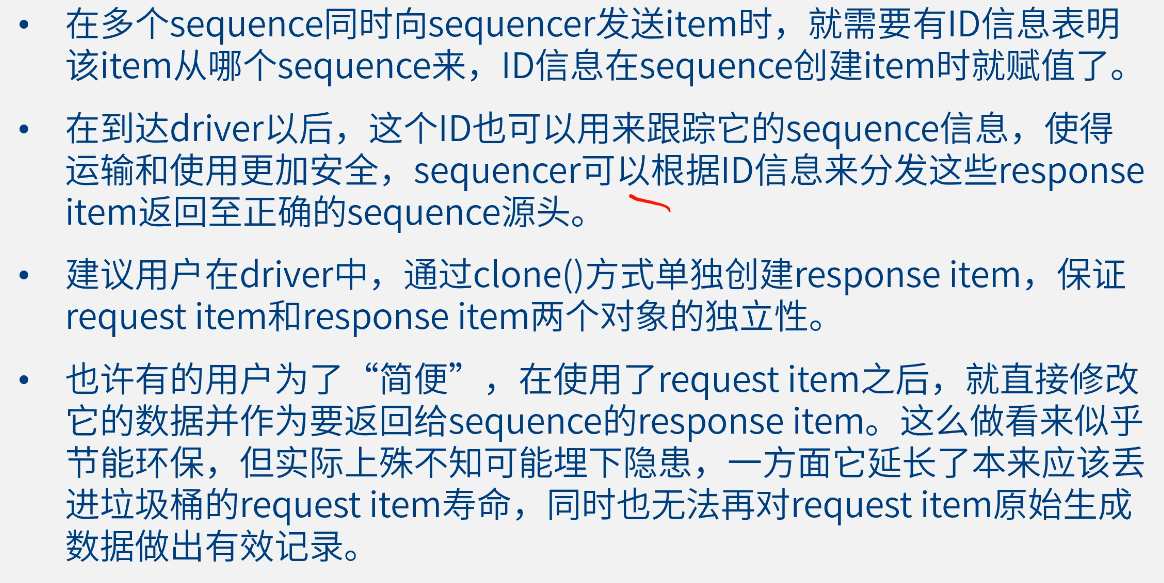 • 在多个sequence同时向sequencer发送item时，就需要有ID信息表明
该item从哪个sequence来，ID信息在sequence创建item时就赋值了。
• 在到达driver以后，这个ID也可以用来跟踪它的sequence信息，使得
运输和使用更加安全，sequencer可以根据ID信息来分发这些response
item返回至正确的sequence源头。
• 建议用户在driver中，通过clone()方式单独创建response item，保证
request item和response item两个对象的独立性。
• 也许有的用户为了“简便”，在使用了request item之后，就直接修改
它的数据并作为要返回给sequence的response item。这么做看来似乎
节能环保，但实际上殊不知可能埋下隐患，一方面它延长了本来应该丢
进垃圾桶的request item寿命，同时也无法再对request item原始生成
数据做出有效记录。